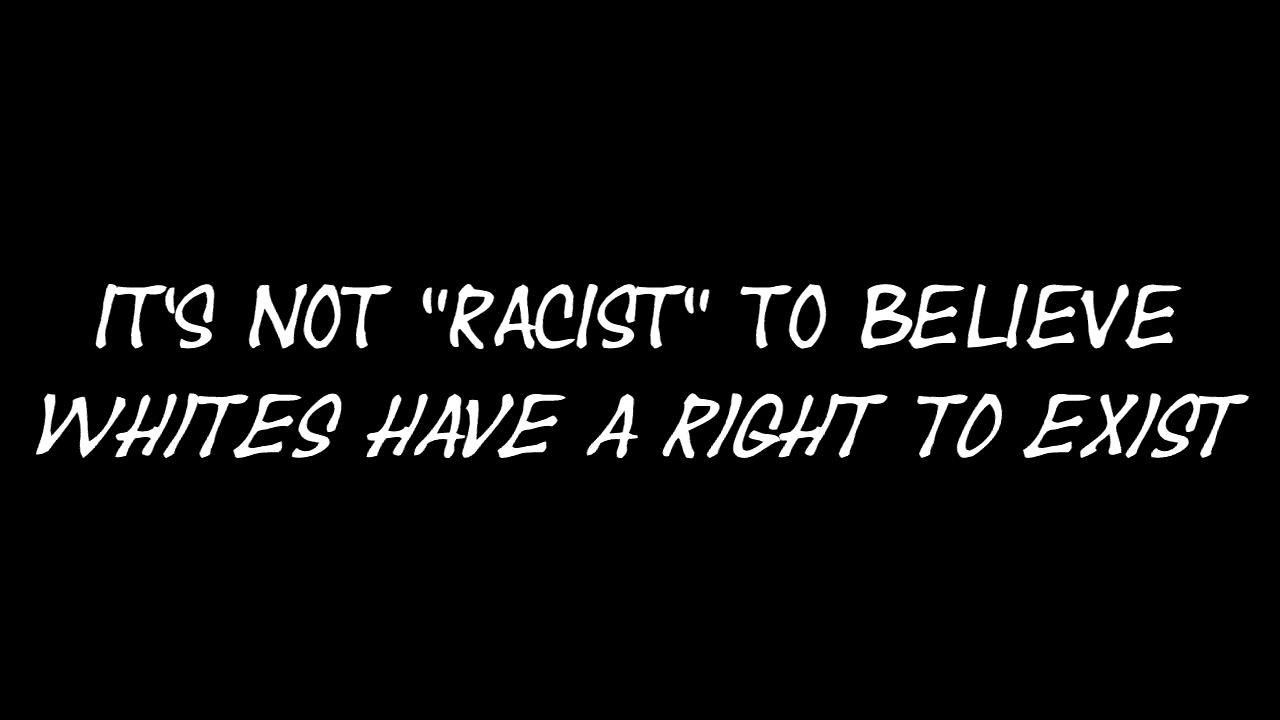 IT'S NOT "RACIST" TO BELIEVE
WHITES HAVE A RIGHT TO EXIST